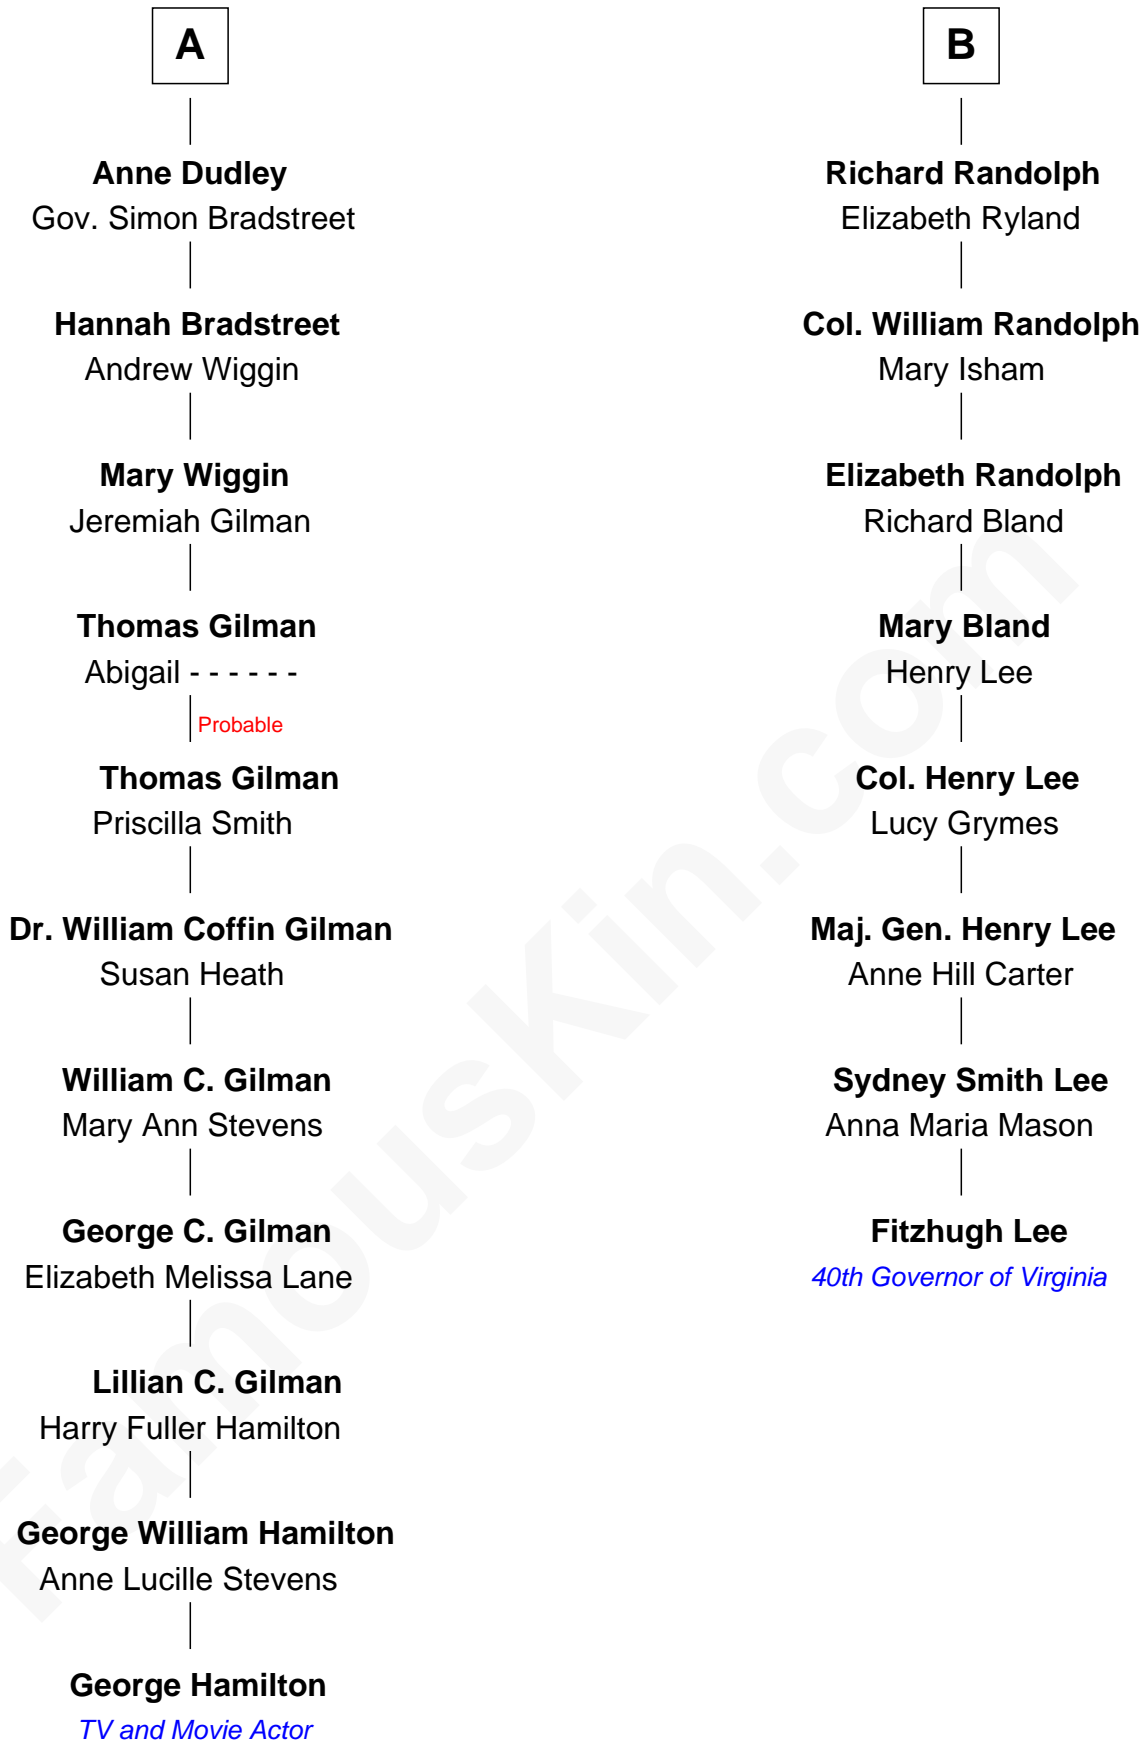 A
Anne Dudley
Gov. Simon Bradstreet
Hannah Bradstreet
Andrew Wiggin
Mary Wiggin
Jeremiah Gilman
Thomas Gilman
Abigail - - - - - -
Probable
Thomas Gilman
Priscilla Smith
Dr. William Coffin Gilman
Susan Heath
William C. Gilman
Mary Ann Stevens
George C. Gilman
Elizabeth Melissa Lane
Lillian C. Gilman
Harry Fuller Hamilton
George William Hamilton
Anne Lucille Stevens
George Hamilton
TV and Movie Actor
B
Richard Randolph
Elizabeth Ryland
Col. William Randolph
Mary Isham
Elizabeth Randolph
Richard Bland
Mary Bland
Henry Lee
Col. Henry Lee
Lucy Grymes
Maj. Gen. Henry Lee
Anne Hill Carter
Sydney Smith Lee
Anna Maria Mason
Fitzhugh Lee
40th Governor of Virginia
FamousKin.com